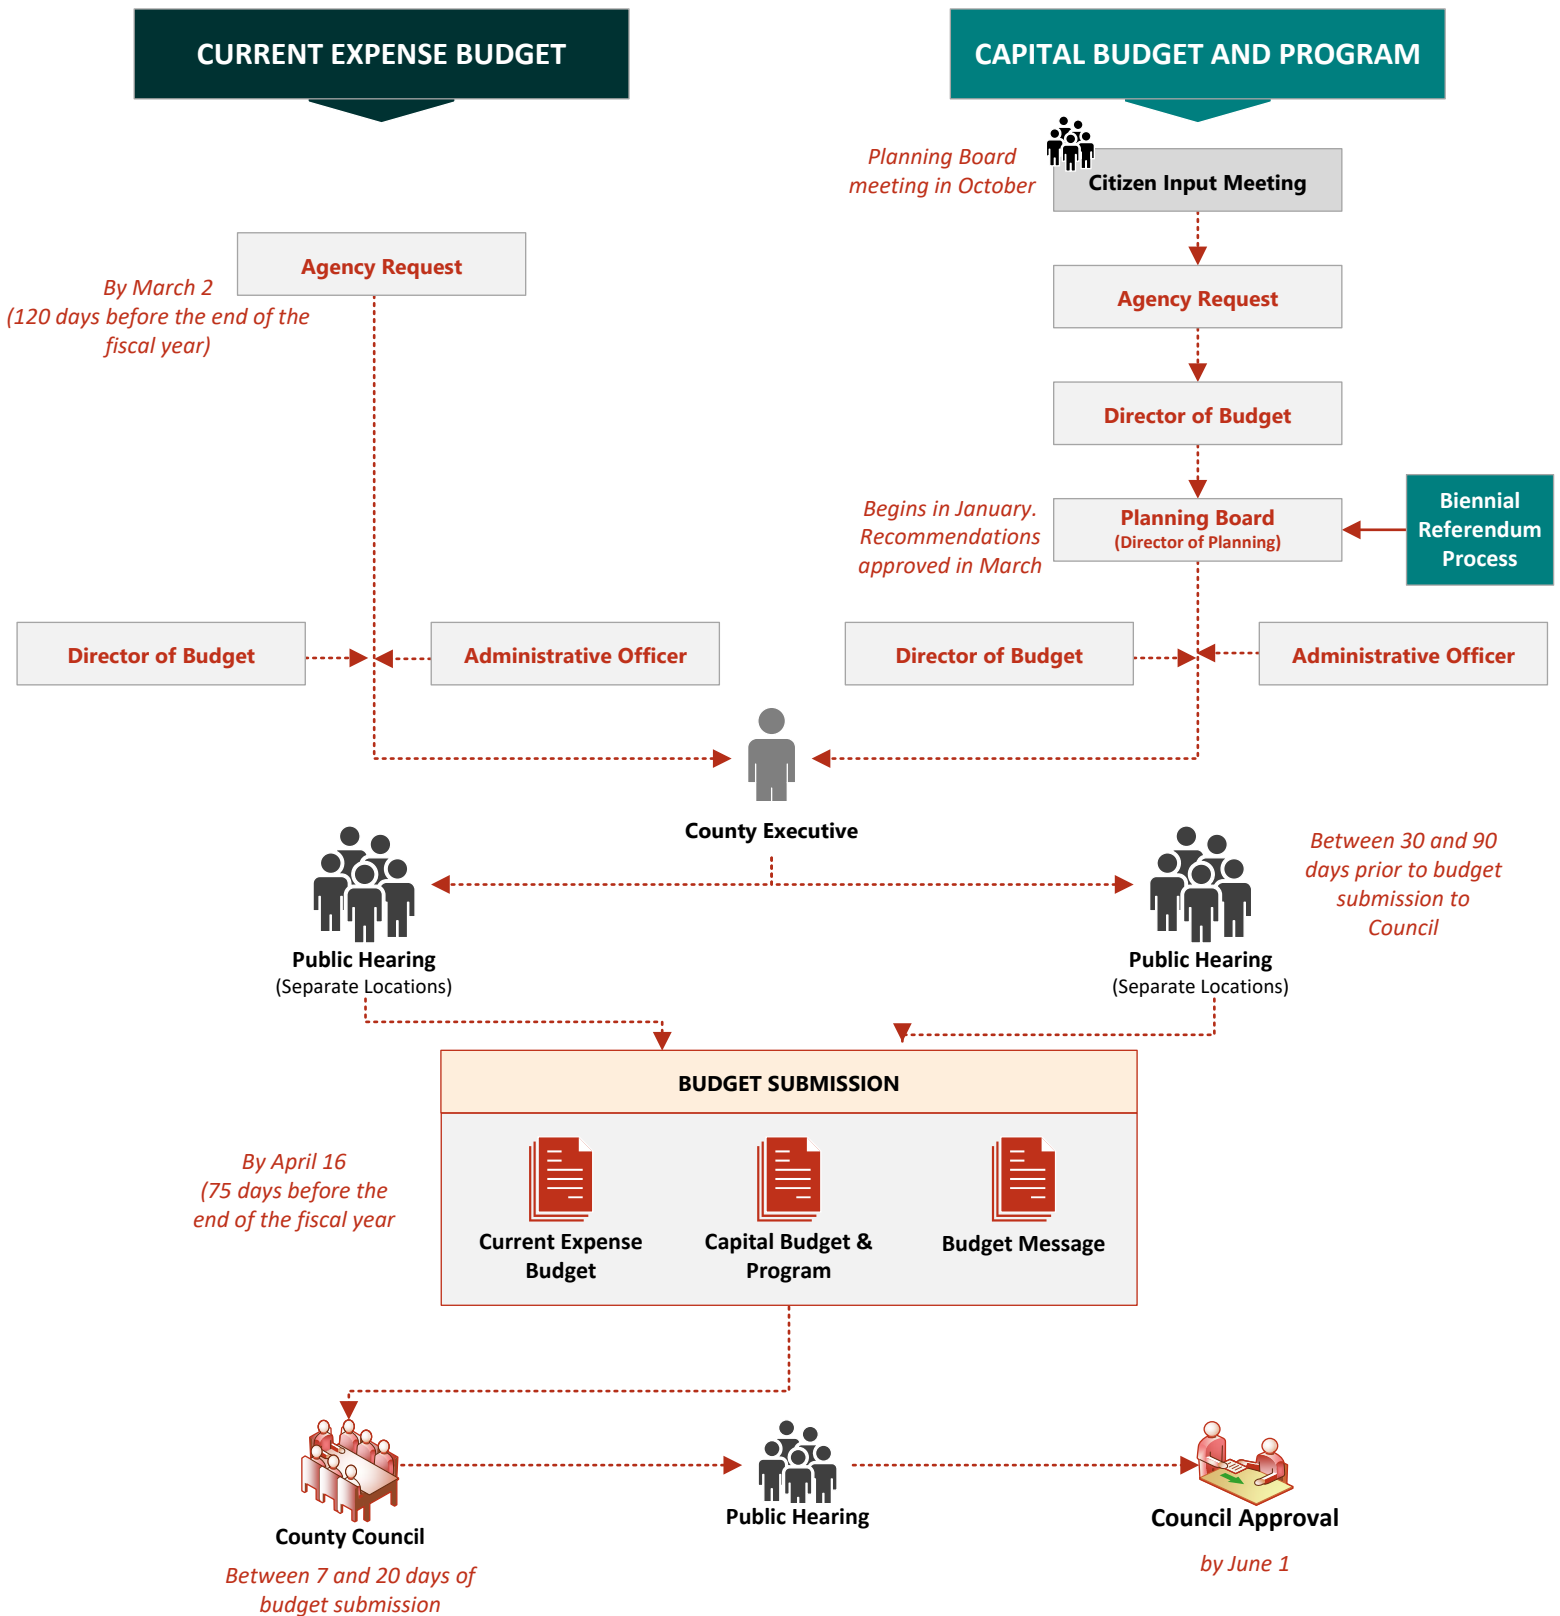 CURRENT EXPENSE BUDGET
CAPITAL BUDGET AND PROGRAM
Planning Board
meeting in October
Citizen Input Meeting
Agency Request
By March 2
(120 days before the end of the
fiscal year)
Agency Request
Director of Budget
Begins in January.
Recommendations
approved in March
Planning Board
(Director of Planning)
Biennial
Referendum
Process
Director of Budget
Administrative Officer
Director of Budget
Administrative Officer
County Executive
Public Hearing
(Separate Locations)
Public Hearing
(Separate Locations)
Between 30 and 90
days prior to budget
submission to
Council
BUDGET SUBMISSION
By April 16
(75 days before the
end of the fiscal year
Current Expense
Budget
Capital Budget &
Program
Budget Message
County Council
Between 7 and 20 days of
budget submission
Public Hearing
Council Approval
by June 1